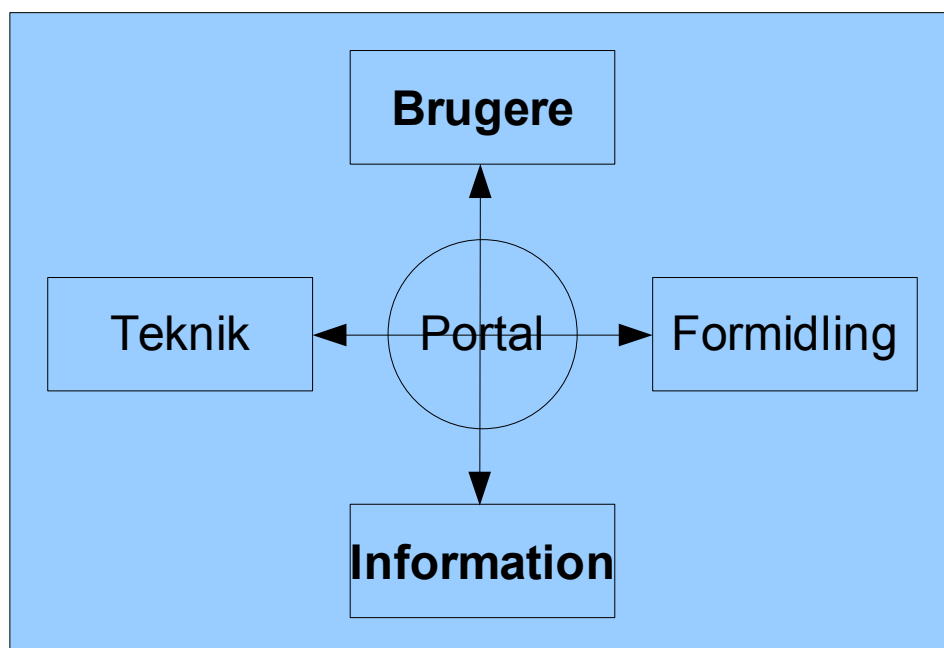 Brugere
Teknik
Portal
Formidling
Information